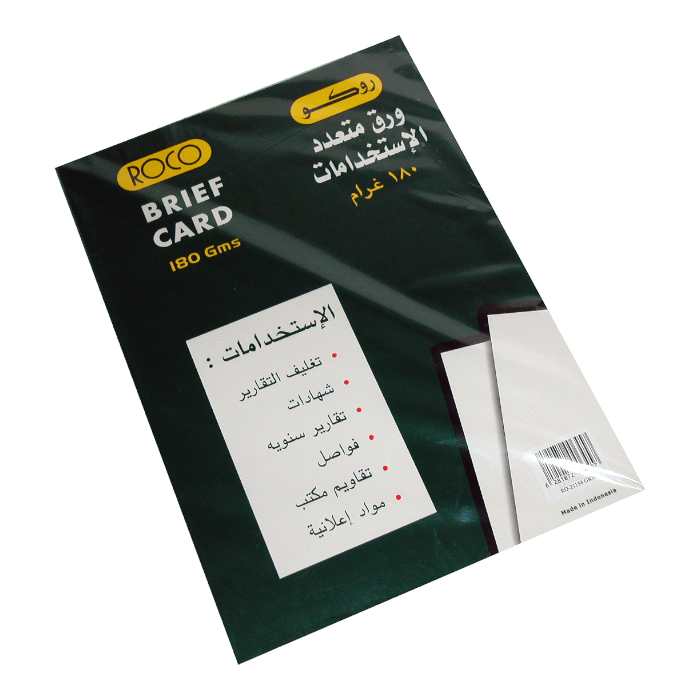 ROCO
BRIEF
CARD
180 Gms
روكو
ورق متعدد
الإستخدامات
١٨٠ غرام
الإستخدامات :
• تغليف التقارير
• شهادات
• تقارير سنويه
• فواصل
• تقاويم مكتب
• مواد إعلانية
Made in Indonesia